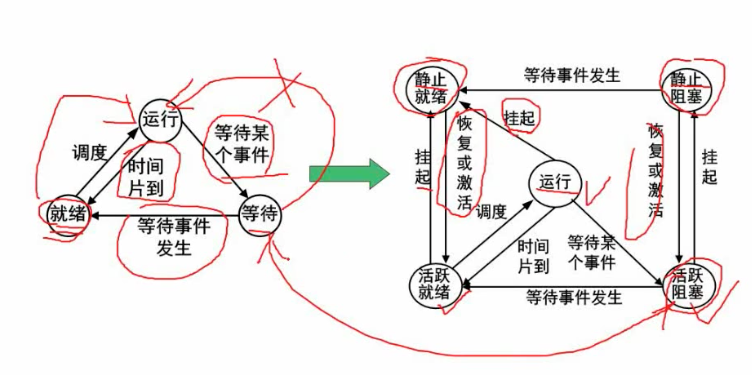 运行
调度
时间
片到
等待某
个事件
就绪
等待
等待事件
发生
静止
就绪
等待事件发生
静止
阻塞
挂起
恢复或激活
挂起
运行
恢复或激活
挂起
调度
时间
片到
等待某
个事件
活跃
就绪
等待事件发生
活跃
阻塞